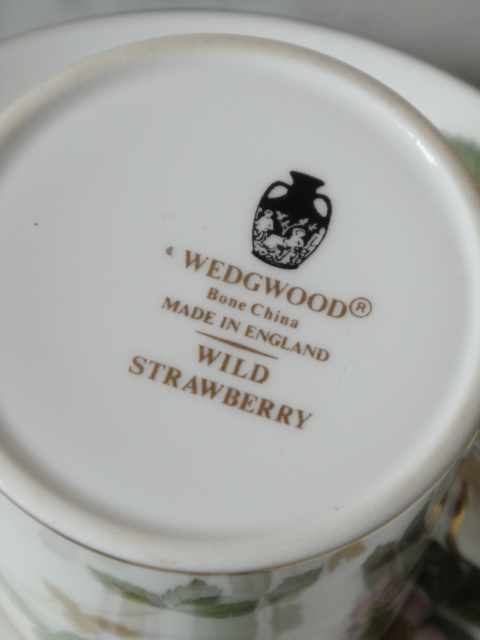 WEDGWOOD®
Bone China
MADE IN ENGLAND
WILD
STRAWBERRY